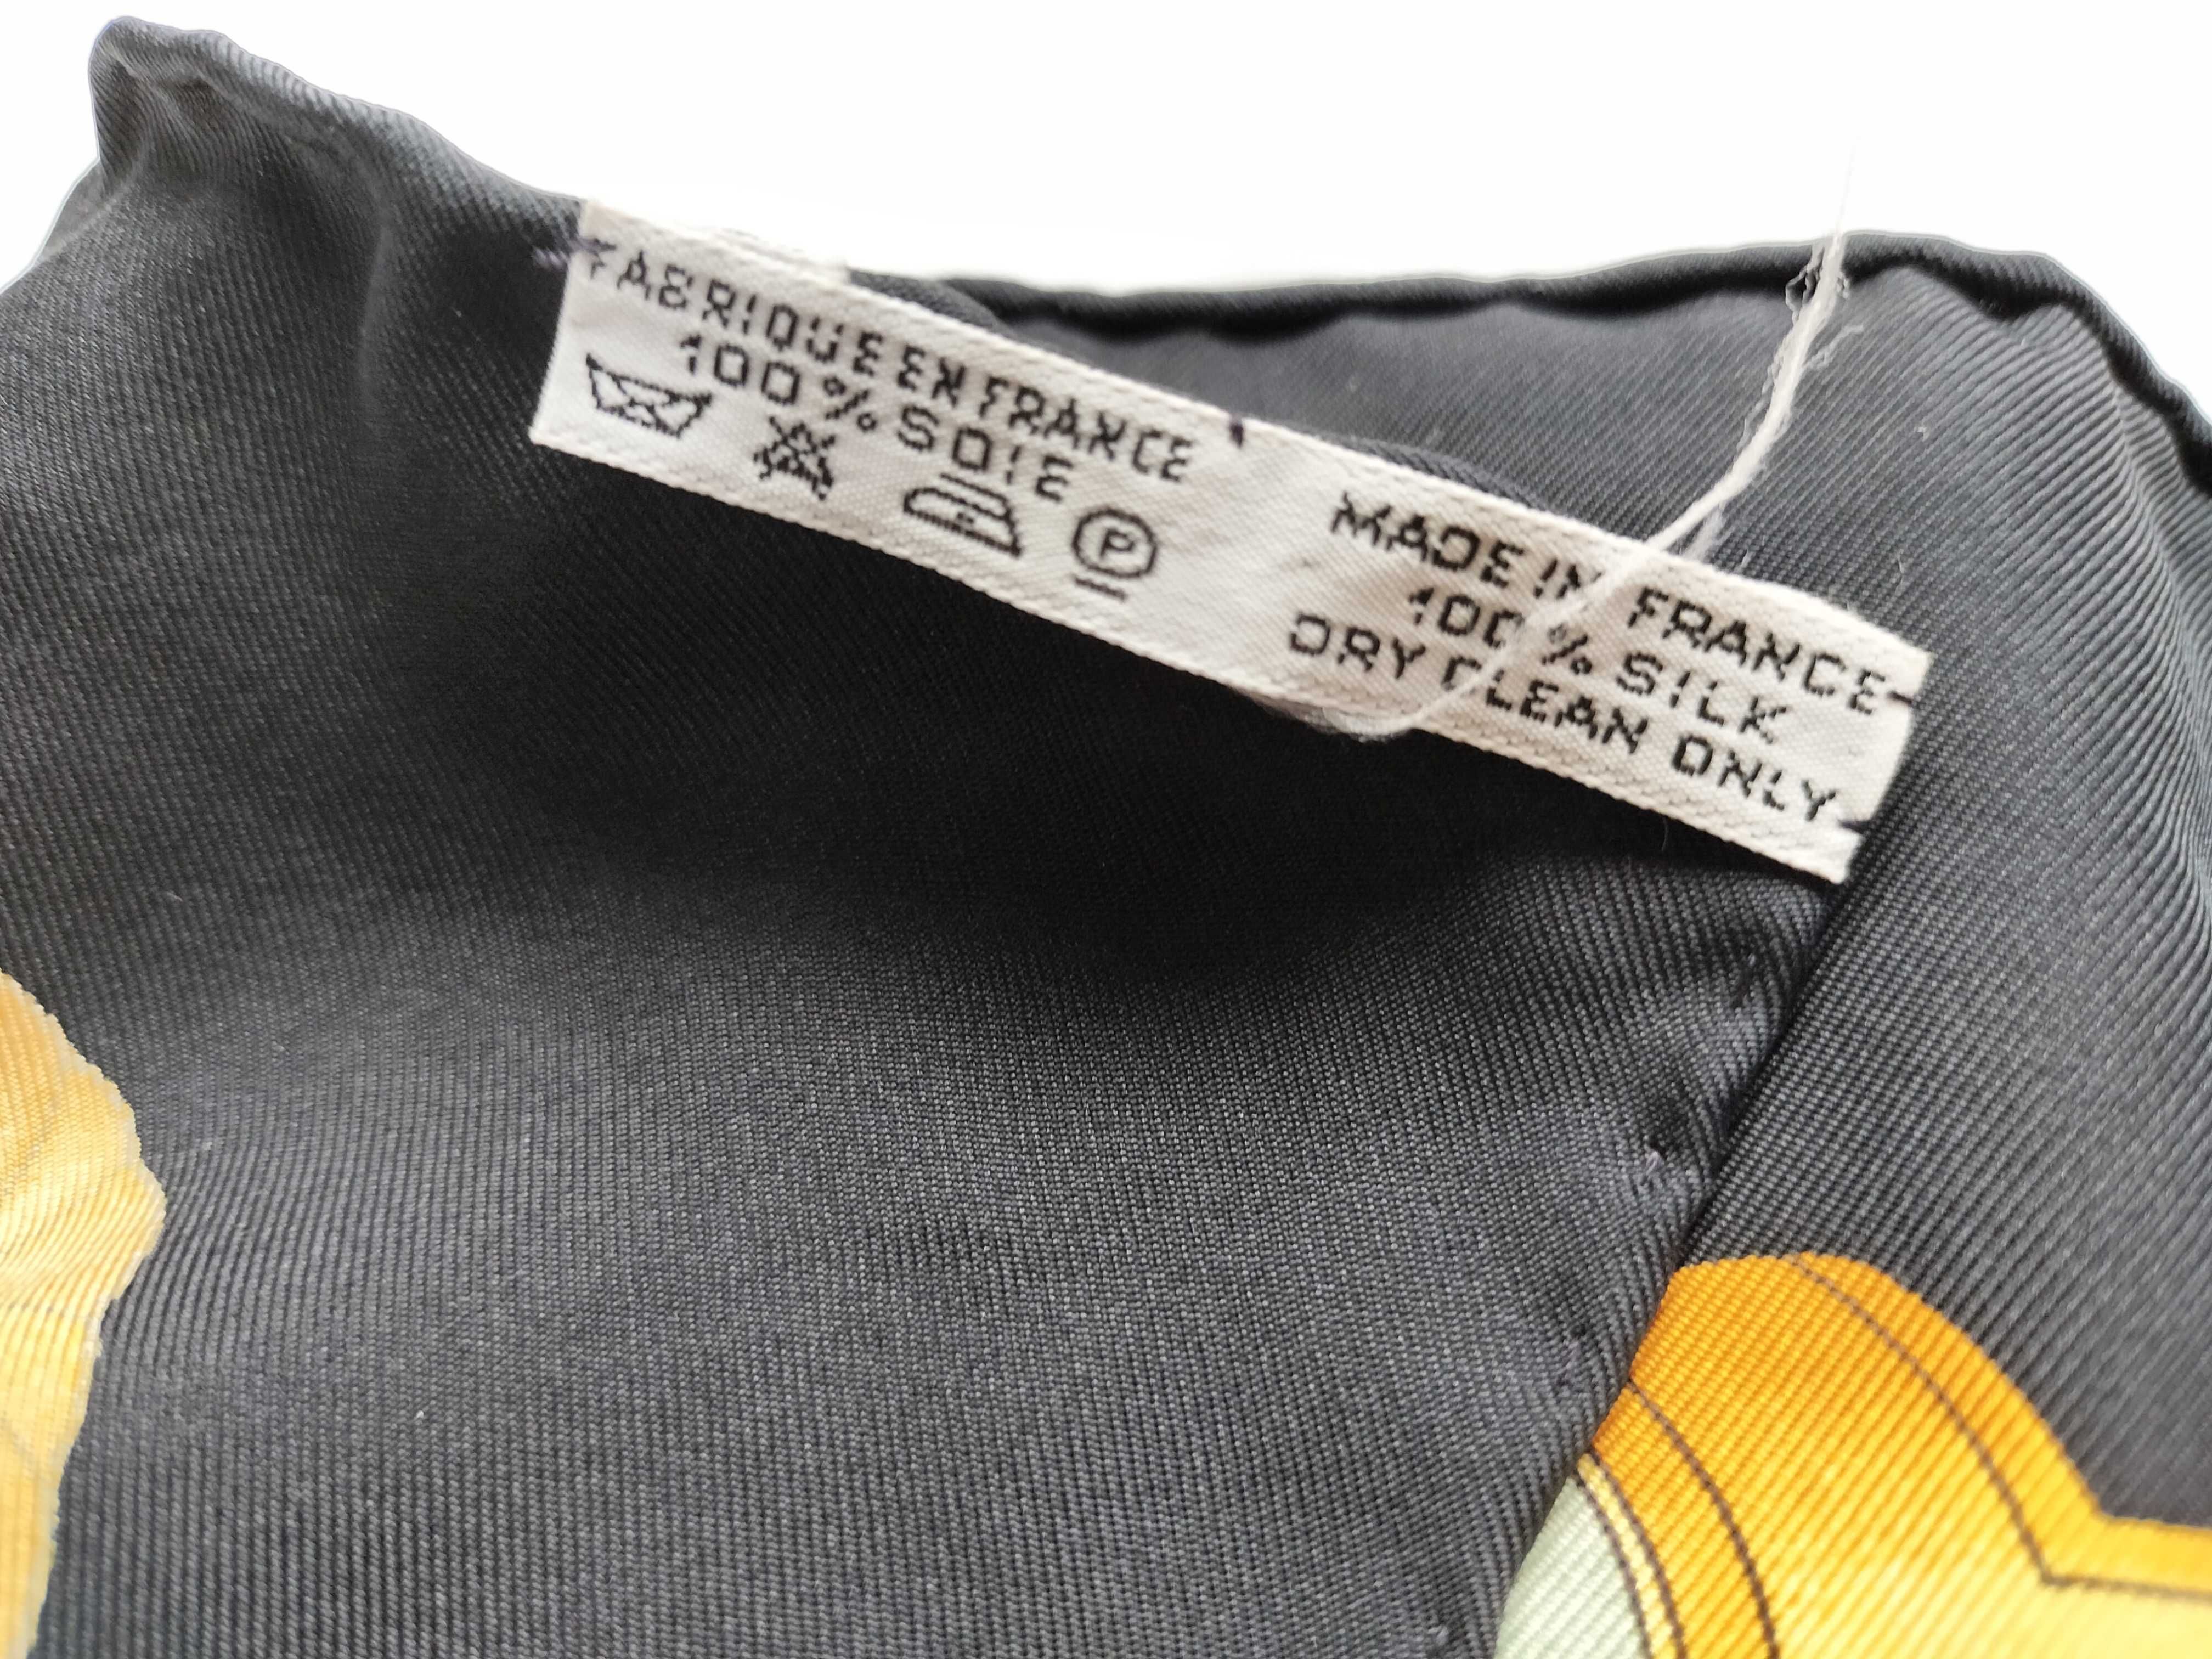 FABRIQUE EN FRANCE
100% SOIE
P
MADE IN FRANCE
100% SILK
DRY CLEAN ONLY